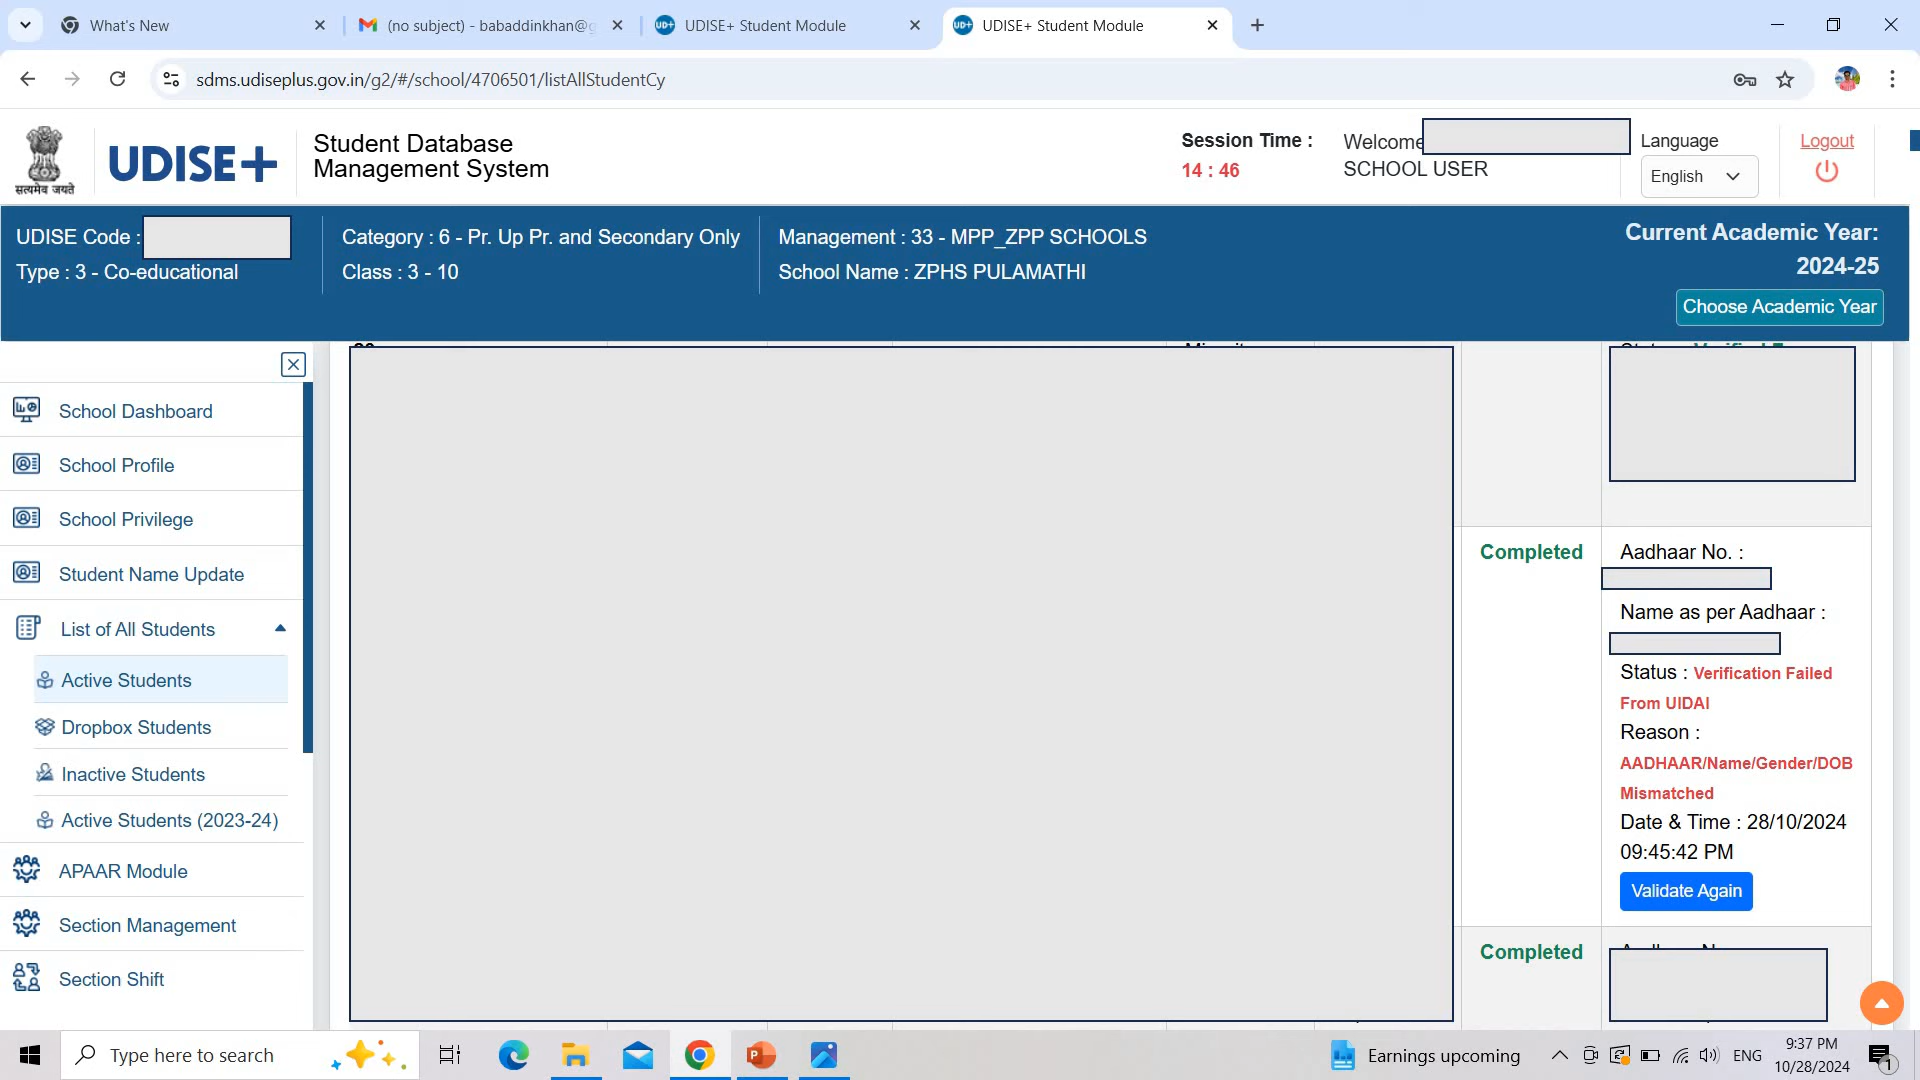 What's New
(no subject) - babaddinkhan@g
UDISE+ Student Module
UDISE+ Student Module
sdms.udiseplus.gov.in/g2/#/school/4706501/listAllStudentCy
सत्यमेव जयते
UDISE+
Student Database
Management System
Session Time :
14 : 46
Welcome
SCHOOL USER
Language
English
Logout
UDISE Code :
Type : 3 - Co-educational
Category : 6 - Pr. Up Pr. and Secondary Only
Class : 3 - 10
Management : 33 - MPP_ZPP SCHOOLS
School Name : ZPHS PULAMATHI
Current Academic Year:
2024-25
Choose Academic Year
School Dashboard
School Profile
School Privilege
Student Name Update
List of All Students
Active Students
Dropbox Students
Inactive Students
Active Students (2023-24)
APAAR Module
Section Management
Section Shift
Completed
Aadhaar No. :
Name as per Aadhaar :
Status : Verification Failed
From UIDAI
Reason :
AADHAAR/Name/Gender/DOB
Mismatched
Date & Time : 28/10/2024
09:45:42 PM
Validate Again
Completed
Type here to search
Earnings upcoming
ENG
9:37 PM
10/28/2024
1